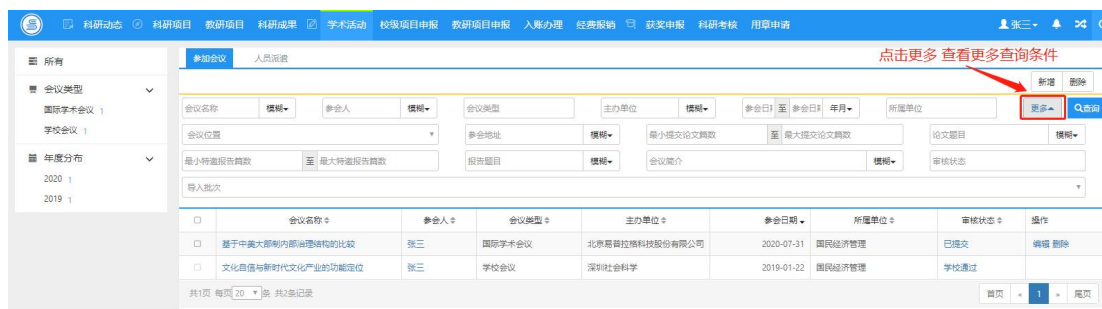 科研动态 科研项目 教研项目 科研成果 学术活动 校级项目申报 教研项目申报 入账办理 经费报销 获奖申报 科研考核 用章申请 张三
点击更多 查看更多查询条件
所有
参加会议 人员派遣
新增 删除
会议类型
国际学术会议 1
学校会议 1
年度分布
2020 1
2019 1
会议名称 模糊 参会人 模糊 会议类型 主办单位 模糊 参会日 至 参会日 年月 所属单位 更多 查询
会议位置 参会地址 模糊 最小提交论文篇数 至 最大提交论文篇数 论文题目 模糊
最小特邀报告篇数 至 最大特邀报告篇数 报告题目 模糊 会议简介 模糊 审核状态
导入批次
会议名称 参会人 会议类型 主办单位 参会日期 所属单位 审核状态 操作
基于中美大部制内部治理结构的比较 张三 国际学术会议 北京易普拉格科技股份有限公司 2020-07-31 国民经济管理 已提交 编辑 删除
文化自信与新时代文化产业的功能定位 张三 学校会议 深圳社会科学 2019-01-22 国民经济管理 学校通过
共1页 每页 20 条 共2条记录 首页 « 1 » 尾页